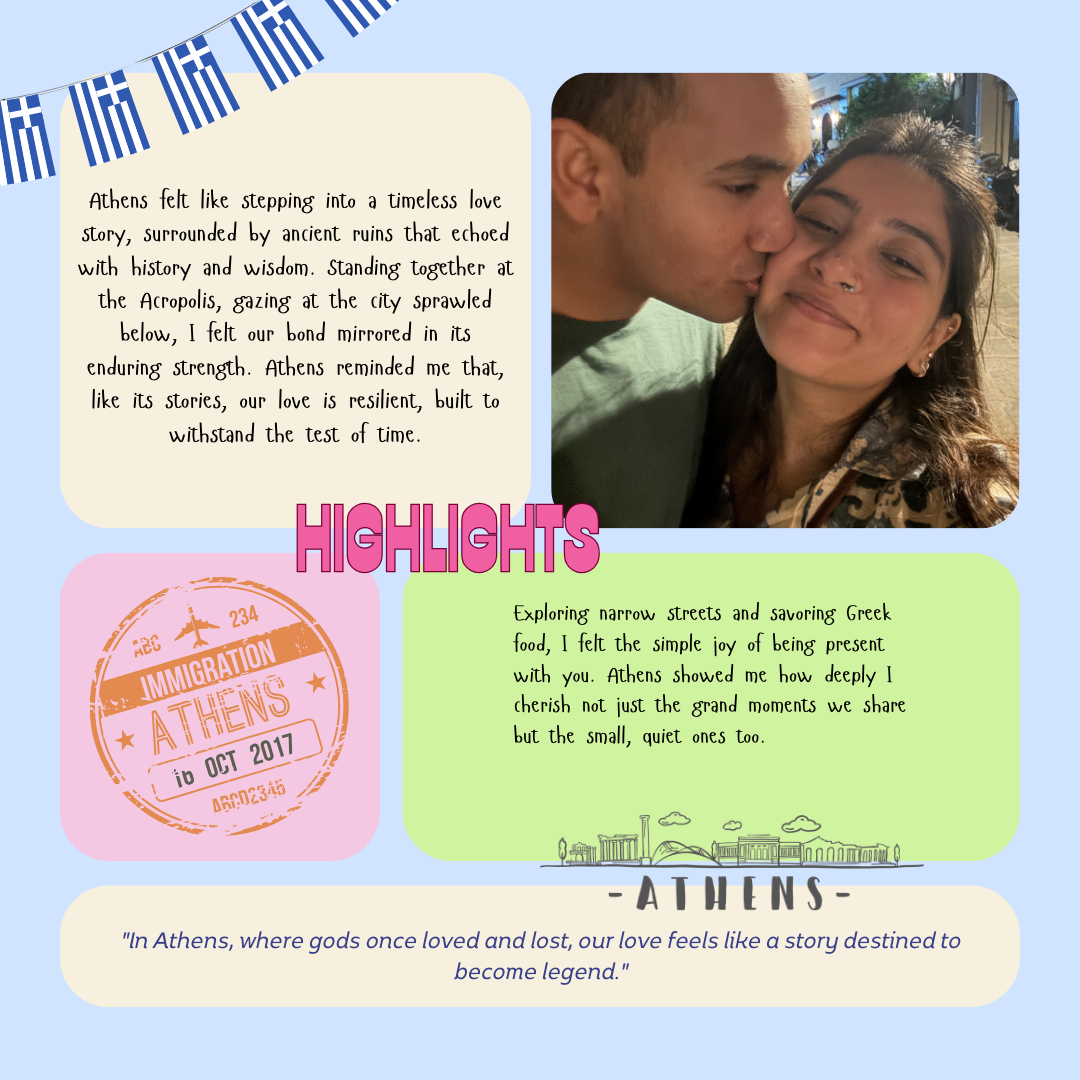 Athens felt like stepping into a timeless love
story, surrounded by ancient ruins that echoed
with history and wisdom. Standing together at
the Acropolis, gazing at the city sprawled
below, I felt our bond mirrored in its
enduring strength. Athens reminded me that,
like its stories, our love is resilient, built to
withstand the test of time.
HIGHLIGHTS
ABC 234
IMMIGRATION
ATHENS
16 OCT 2017
ABCD2345
Exploring narrow streets and savoring Greek
food, I felt the simple joy of being present
with you. Athens showed me how deeply I
cherish not just the grand moments we share
but the small, quiet ones too.
-ATHENS-
"In Athens, where gods once loved and lost, our love feels like a story destined to
become legend."